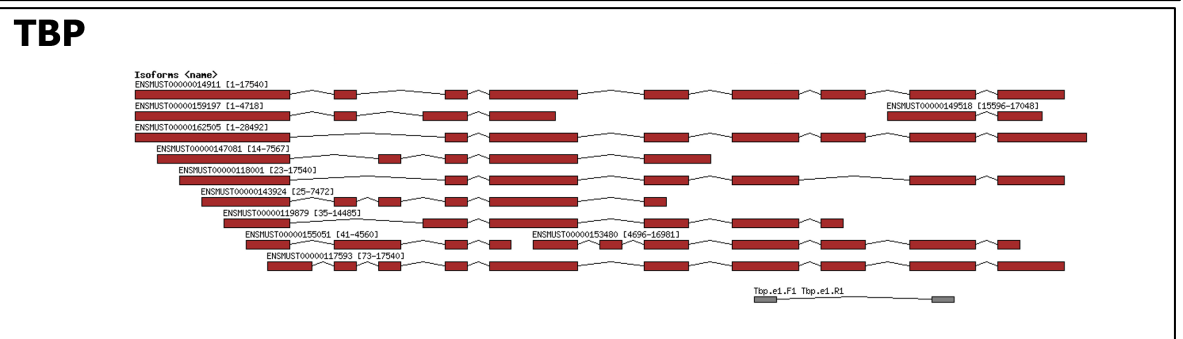 TBP
Isoforms <name>
ENSMUST00000014911 [1-17540]
ENSMUST00000159197 [1-4718] ENSMUST00000149518 [15596-17048]
ENSMUST00000162505 [1-28492]
ENSMUST00000147081 [14-7567]
ENSMUST00000118001 [23-17540]
ENSMUST00000143924 [25-7472]
ENSMUST00000119879 [35-14485]
ENSMUST00000155051 [41-4560] ENSMUST00000153480 [4696-16981]
ENSMUST00000117593 [73-17540]
Tbp.e1.F1 Tbp.e1.R1